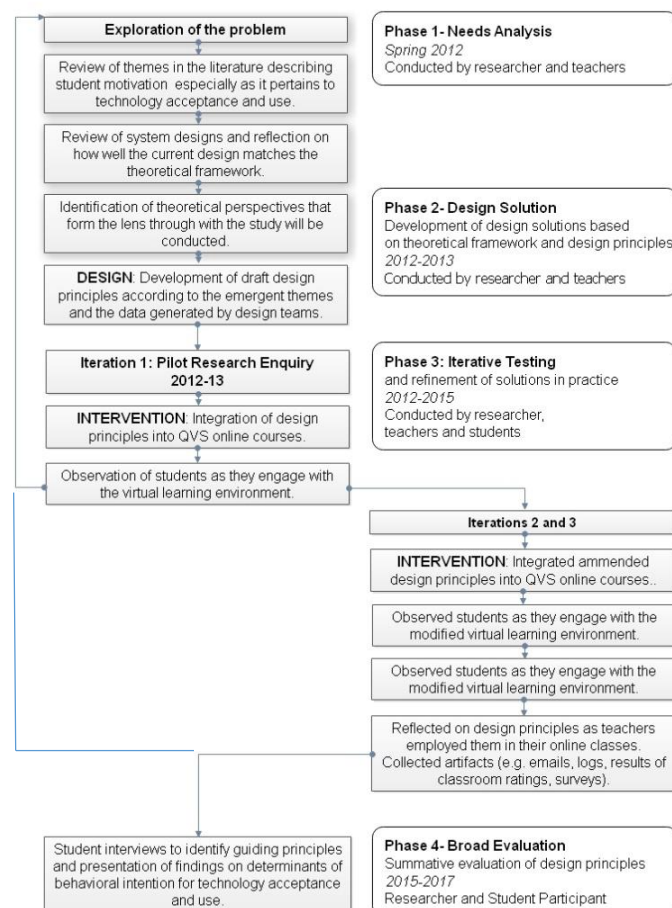 Exploration of the problem
Review of themes in the literature describing
student motivation especially as it pertains to
technology acceptance and use.
Review of system designs and reflection on
how well the current design matches the
theoretical framework.
Identification of theoretical perspectives that
form the lens through with the study will be
conducted.
DESIGN: Development of draft design
principles according to the emergent themes
and the data generated by design teams.
Iteration 1: Pilot Research Enquiry
2012-13
INTERVENTION: Integration of design
principles into QVS online courses.
Observation of students as they engage with
the virtual learning environment.
Phase 1- Needs Analysis
Spring 2012
Conducted by researcher and teachers
Phase 2- Design Solution
Development of design solutions based
on theoretical framework and design principles
2012-2013
Conducted by researcher and teachers
Phase 3: Iterative Testing
and refinement of solutions in practice
2012-2015
Conducted by researcher,
teachers and students
Iterations 2 and 3
INTERVENTION: Integrated ammended
design principles into QVS online courses..
Observed students as they engage with the
modified virtual learning environment.
Observed students as they engage with the
modified virtual learning environment.
Reflected on design principles as teachers
employed them in their online classes.
Collected artifacts (e.g. emails, logs, results of
classroom ratings, surveys).
Student interviews to identify guiding principles
and presentation of findings on determinants of
behavioral intention for technology acceptance
and use.
Phase 4- Broad Evaluation
Summative evaluation of design principles
2015-2017
Researcher and Student Participant